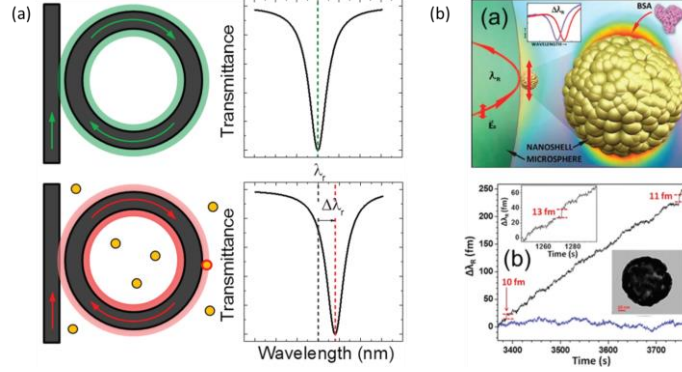 (a)
Transmittance
λr
Transmittance
Δλr
Wavelength (nm)
(b)
(a)
ΔλR
WAVELENGTH→
BSA
λR
NANOSHELL
MICROSPHERE
250
200
150
100
50
0
ΔλR (fm)
60
40
20
0
ΔλR (fm)
13 fm
1260 1280
Time (s)
11 fm
(b)
10 fm
3400 3500 3600 3700
Time (s)